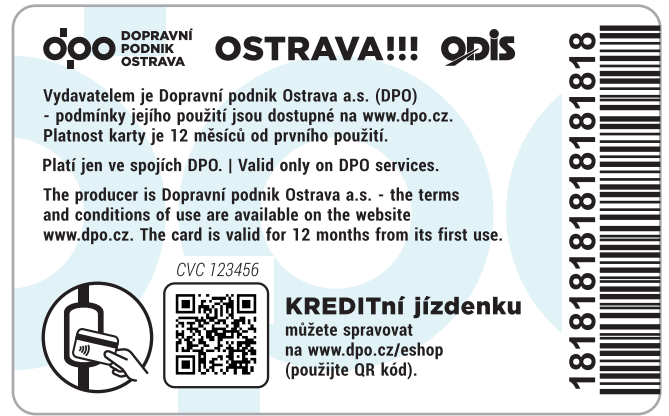 dpo DOPRAVNÍ
PODNIK
OSTRAVA
OSTRAVA!!!
ODIS
Vydavatelem je Dopravní podnik Ostrava a.s. (DPO)
- podmínky jejího použití jsou dostupné na www.dpo.cz.
Platnost karty je 12 měsíců od prvního použití.
Platí jen ve spojích DPO. | Valid only on DPO services.
The producer is Dopravní podnik Ostrava a.s. - the terms
and conditions of use are available on the website
www.dpo.cz. The card is valid for 12 months from its first use.
CVC 123456
KREDITní jízdenku
můžete spravovat
na www.dpo.cz/eshop
(použijte QR kód).
181818181818181818